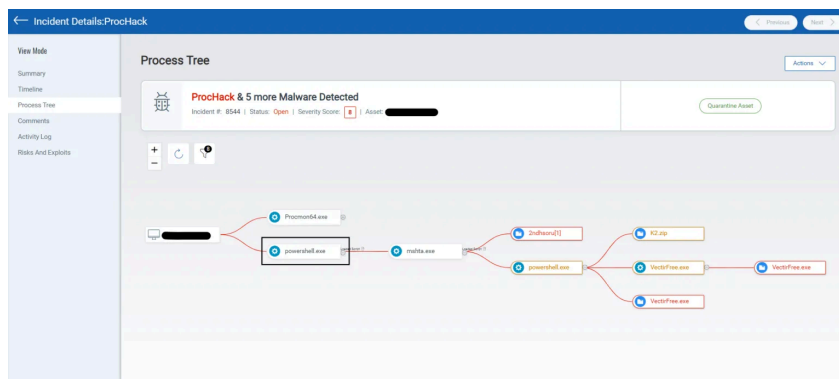 Incident Details:ProcHack
Previous
Next
View Mode
Summary
Timeline
Process Tree
Comments
Activity Log
Risks And Exploits
Process Tree
Actions
ProcHack & 5 more Malware Detected
Incident #: 8544 | Status: Open | Severity Score: 8 | Asset:
Quarantine Asset
Procmon64.exe
powershell.exe
mshta.exe
2ndhsoru[1]
powershell.exe
K2.zip
VectirFree.exe
VectirFree.exe
VectirFree.exe